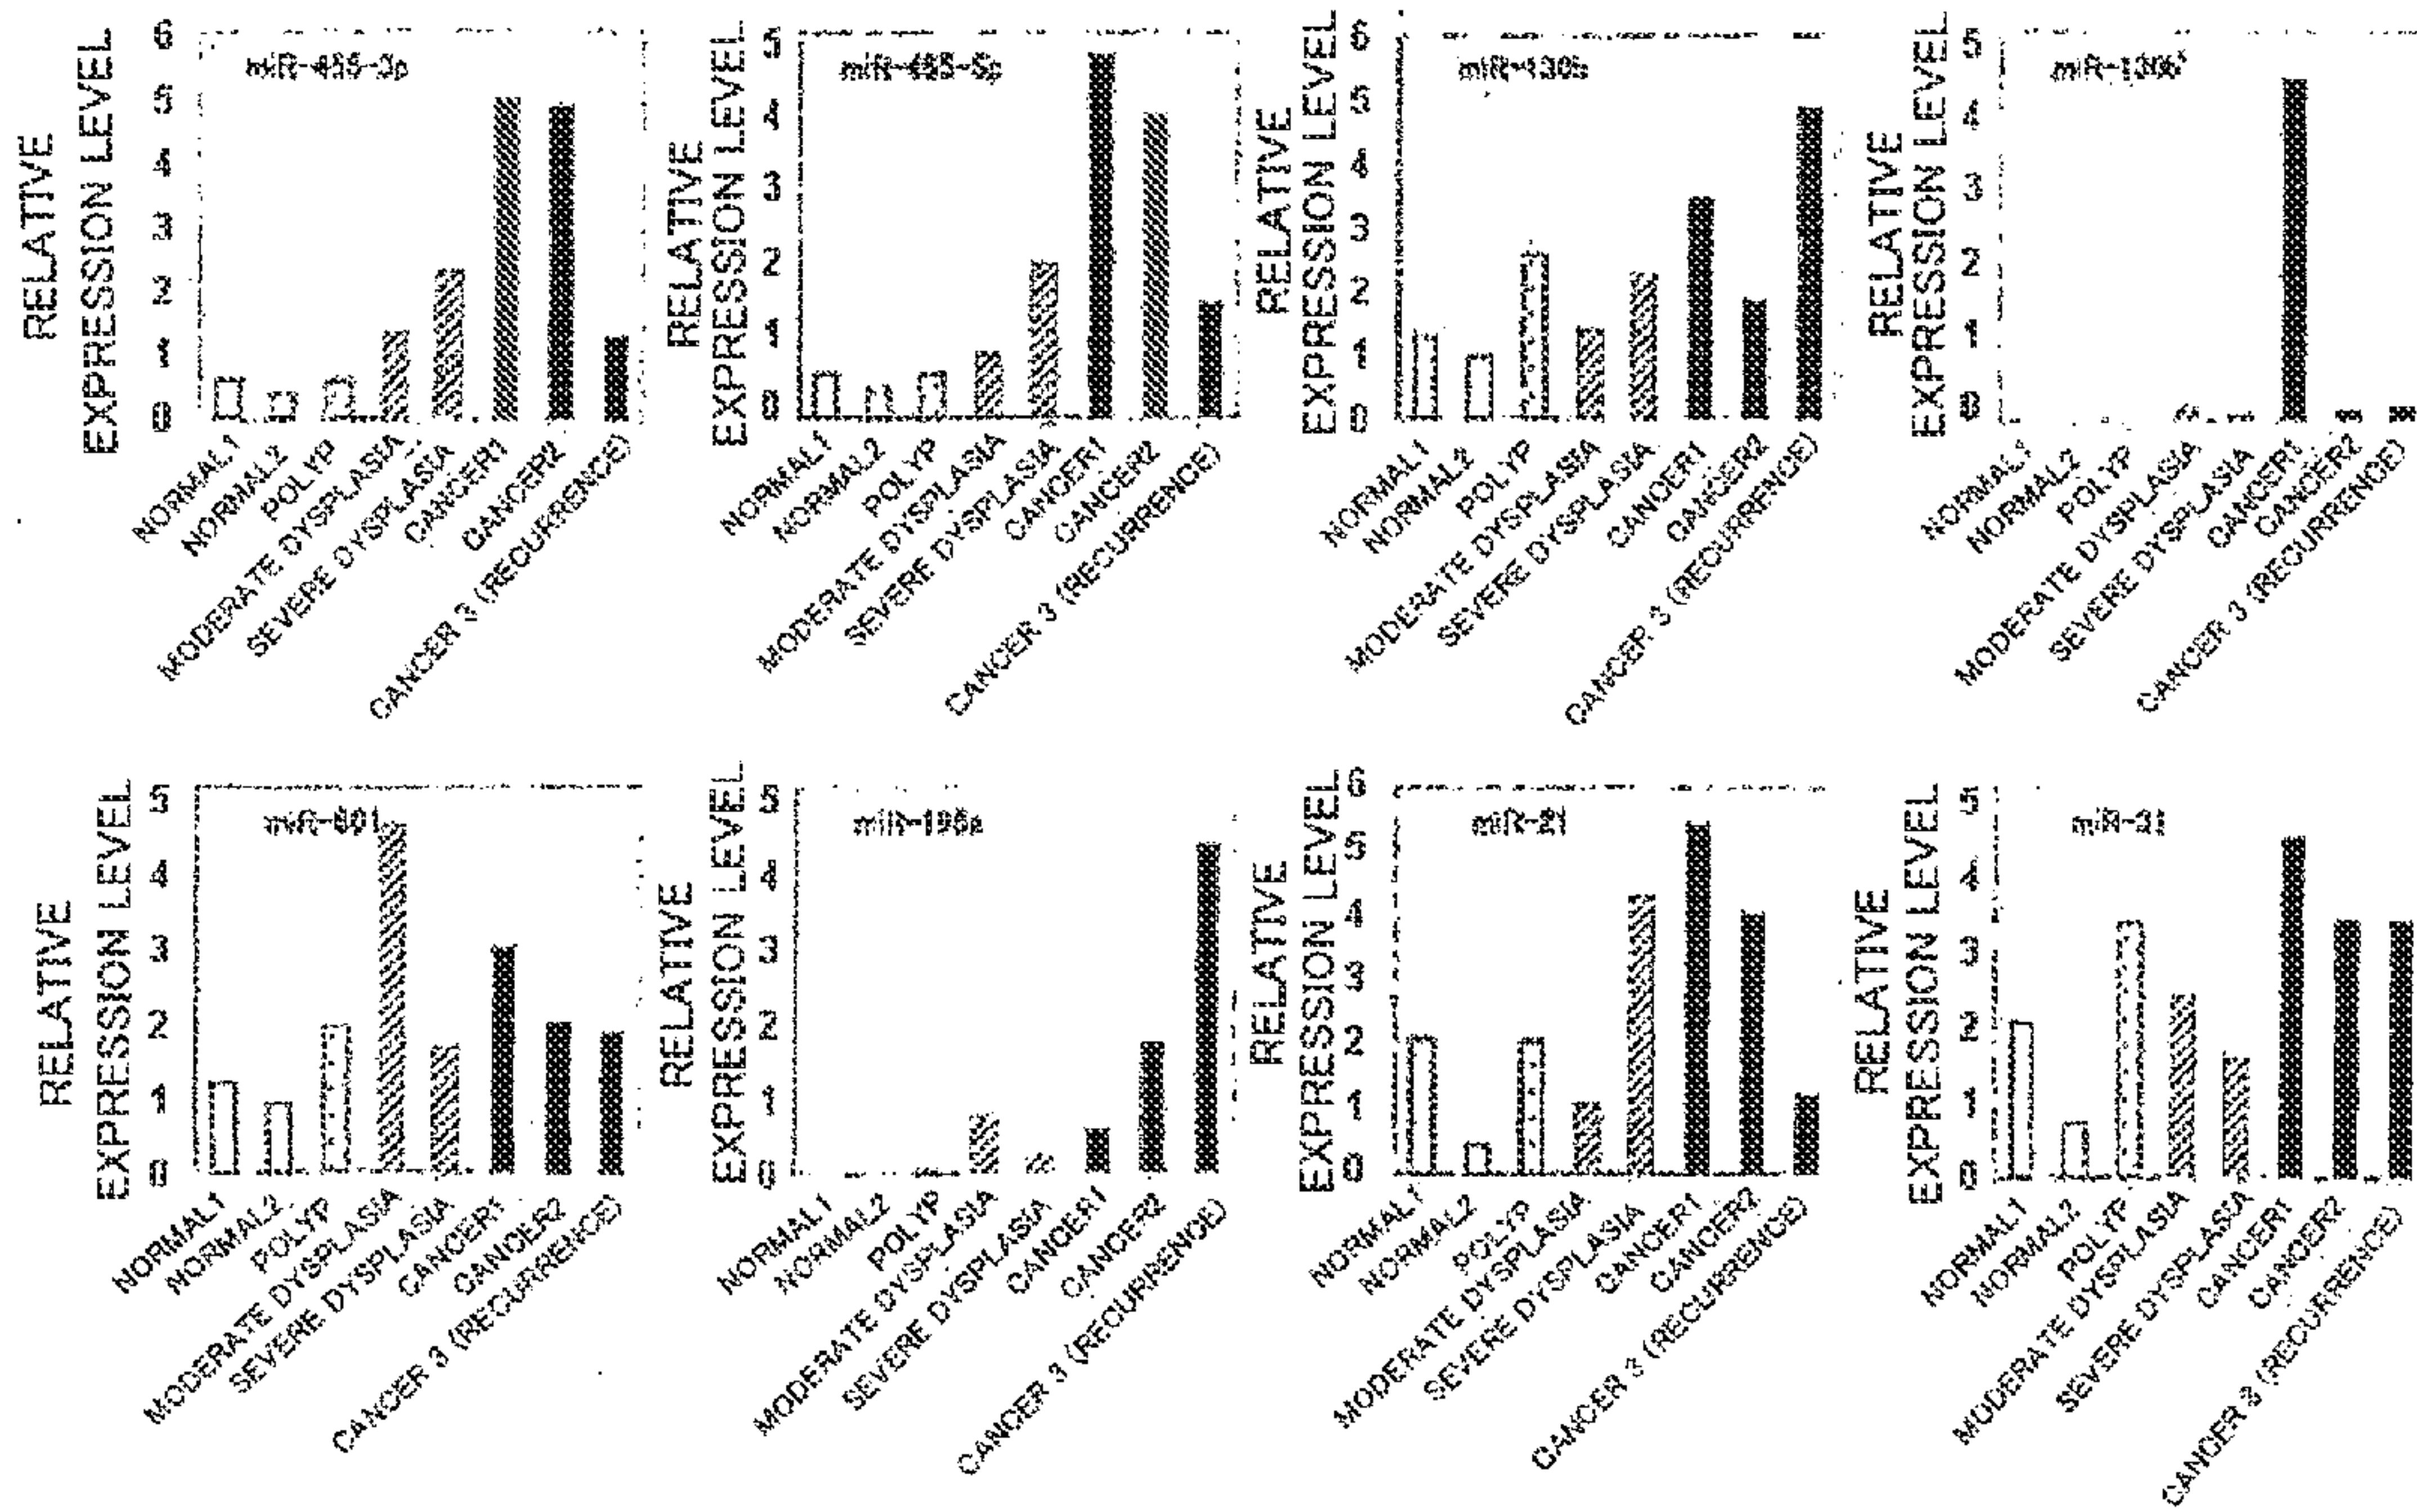 RELATIVE
EXPRESSION LEVEL
6
5
4
3
2
1
0
NORMAL1
NORMAL2
POLYP
MODERATE DYSPLASIA
SEVERE DYSPLASIA
CANCER1
CANCER2
CANCER 3 (RECURRENCE)
RELATIVE
EXPRESSION LEVEL
5
4
3
2
1
0
NORMAL1
NORMAL2
POLYP
MODERATE DYSPLASIA
SEVERE DYSPLASIA
CANCER1
CANCER2
CANCER 3 (RECURRENCE)
RELATIVE
EXPRESSION LEVEL
miR-130b
6
5
4
3
2
1
0
NORMAL1
NORMAL2
POLYP
MODERATE DYSPLASIA
SEVERE DYSPLASIA
CANCER1
CANCER2
CANCER 3 (RECURRENCE)
RELATIVE
EXPRESSION LEVEL
5
4
3
2
1
0
NORMAL1
NORMAL2
POLYP
MODERATE DYSPLASIA
SEVERE DYSPLASIA
CANCER1
CANCER2
CANCER 3 (RECURRENCE)
RELATIVE
EXPRESSION LEVEL
5
4
3
2
1
0
NORMAL1
NORMAL2
POLYP
MODERATE DYSPLASIA
SEVERE DYSPLASIA
CANCER1
CANCER2
CANCER 3 (RECURRENCE)
RELATIVE
EXPRESSION LEVEL
5
4
3
2
1
0
NORMAL1
NORMAL2
POLYP
MODERATE DYSPLASIA
SEVERE DYSPLASIA
CANCER1
CANCER2
CANCER 3 (RECURRENCE)
RELATIVE
EXPRESSION LEVEL
miR-21
6
5
4
3
2
1
0
NORMAL1
NORMAL2
POLYP
MODERATE DYSPLASIA
SEVERE DYSPLASIA
CANCER1
CANCER2
CANCER 3 (RECURRENCE)
RELATIVE
EXPRESSION LEVEL
miR-31
5
4
3
2
1
0
NORMAL1
NORMAL2
POLYP
MODERATE DYSPLASIA
SEVERE DYSPLASIA
CANCER1
CANCER2
CANCER 3 (RECURRENCE)